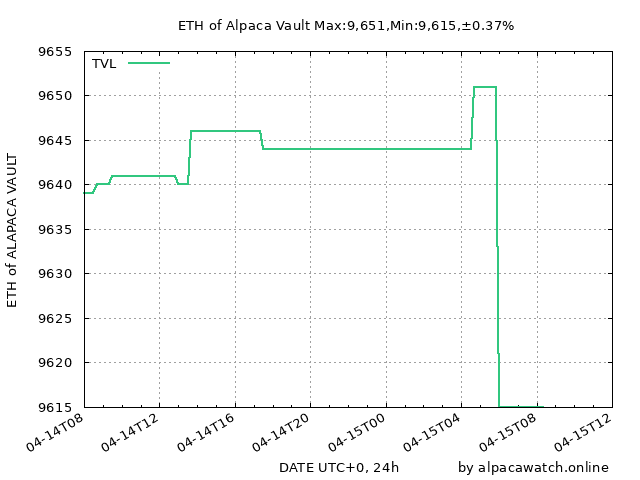 ETH of Alpaca Vault Max:9,651,Min:9,615,±0.37%
TVL
ETH of ALAPACA VAULT
9655
9650
9645
9640
9635
9630
9625
9620
9615
04-14T08
04-14T12
04-14T16
04-14T20
04-15T00
04-15T04
04-15T08
04-15T12
DATE UTC+0, 24h
by alpacawatch.online